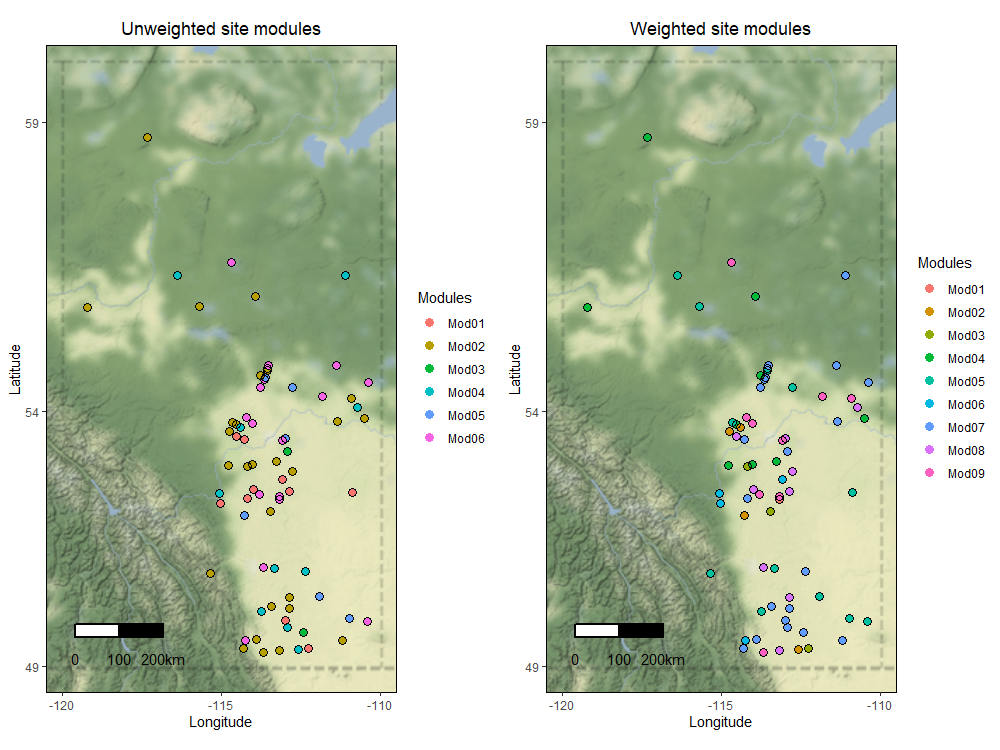 Unweighted site modules
Latitude
59
54
49
0 100 200km
-120 -115 -110
Longitude
Modules
Mod01
Mod02
Mod03
Mod04
Mod05
Mod06
Weighted site modules
Latitude
59
54
49
0 100 200km
-120 -115 -110
Longitude
Modules
Mod01
Mod02
Mod03
Mod04
Mod05
Mod06
Mod07
Mod08
Mod09